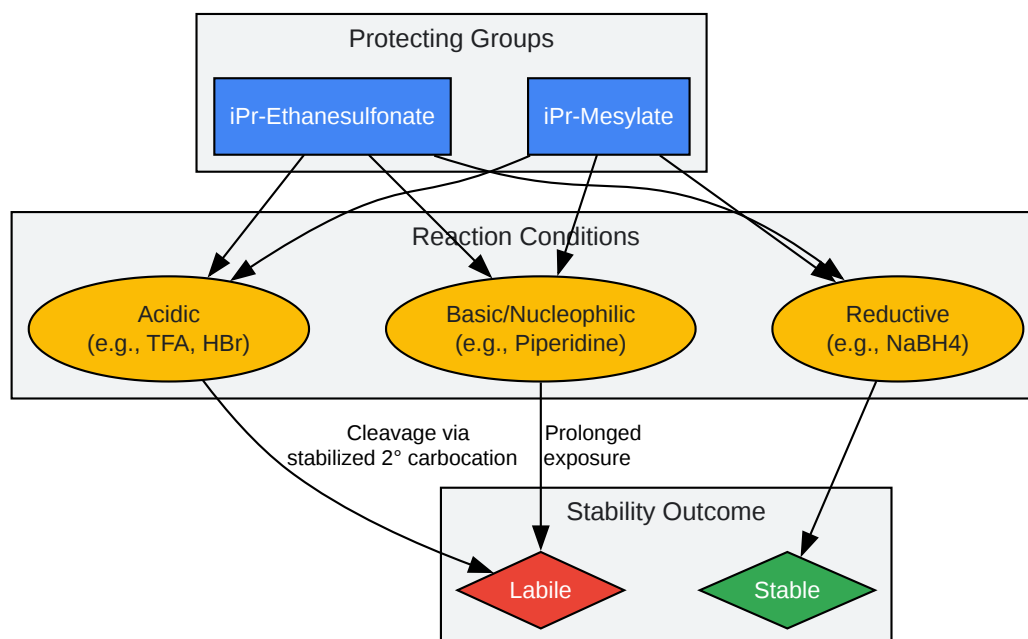 Protecting Groups
iPr-Ethanesulfonate
iPr-Mesylate
Reaction Conditions
Acidic
(e.g., TFA, HBr)
Basic/Nucleophilic
(e.g., Piperidine)
Reductive
(e.g., NaBH4)
Cleavage via
stabilized 2° carbocation
Prolonged
exposure
Stability Outcome
Labile
Stable